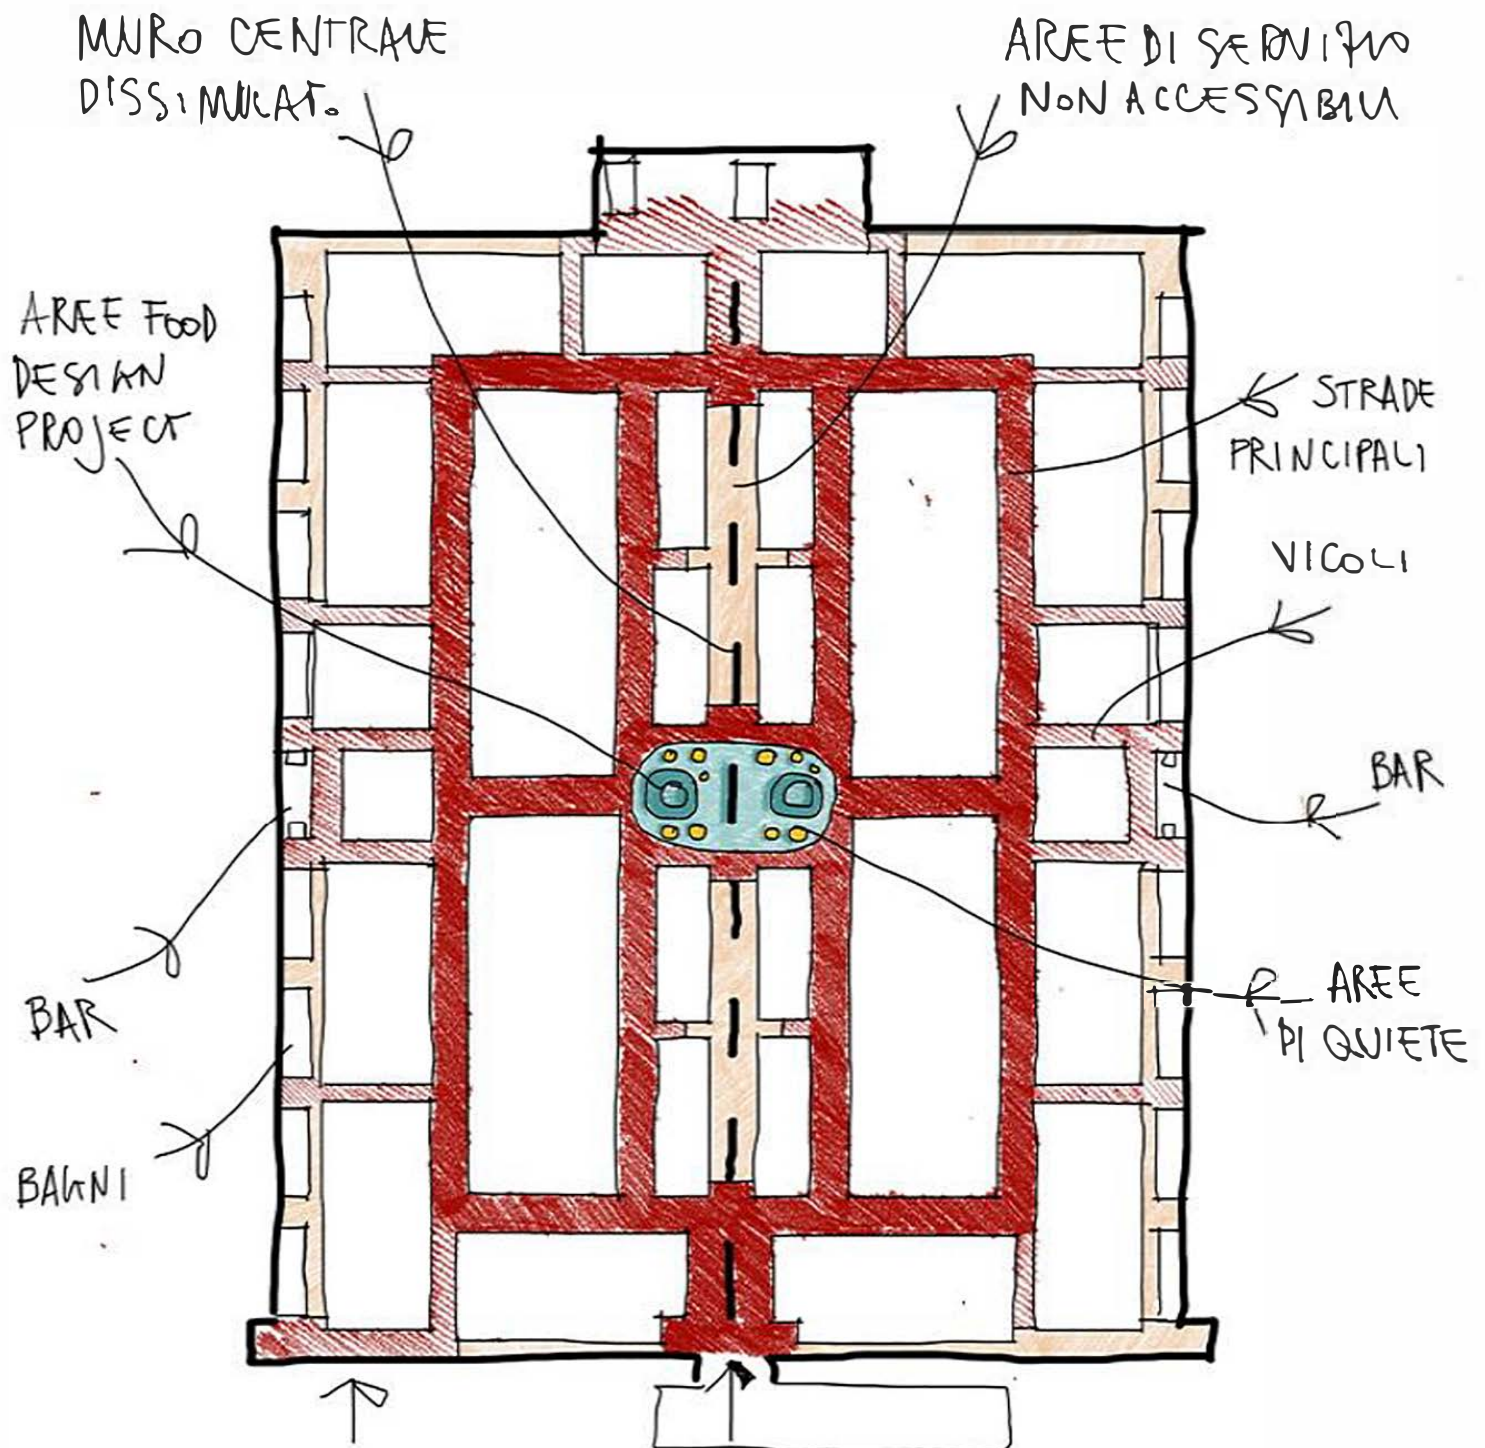 MURO CENTRALE
DISSIMULATO
AREE DI SERVIZIO
NON ACCESSIBILI
AREE FOOD
DESIGN
PROJECT
STRADE
PRINCIPALI
VICOLI
BAR
BAR
AREE
DI QUIETE
BAGNI